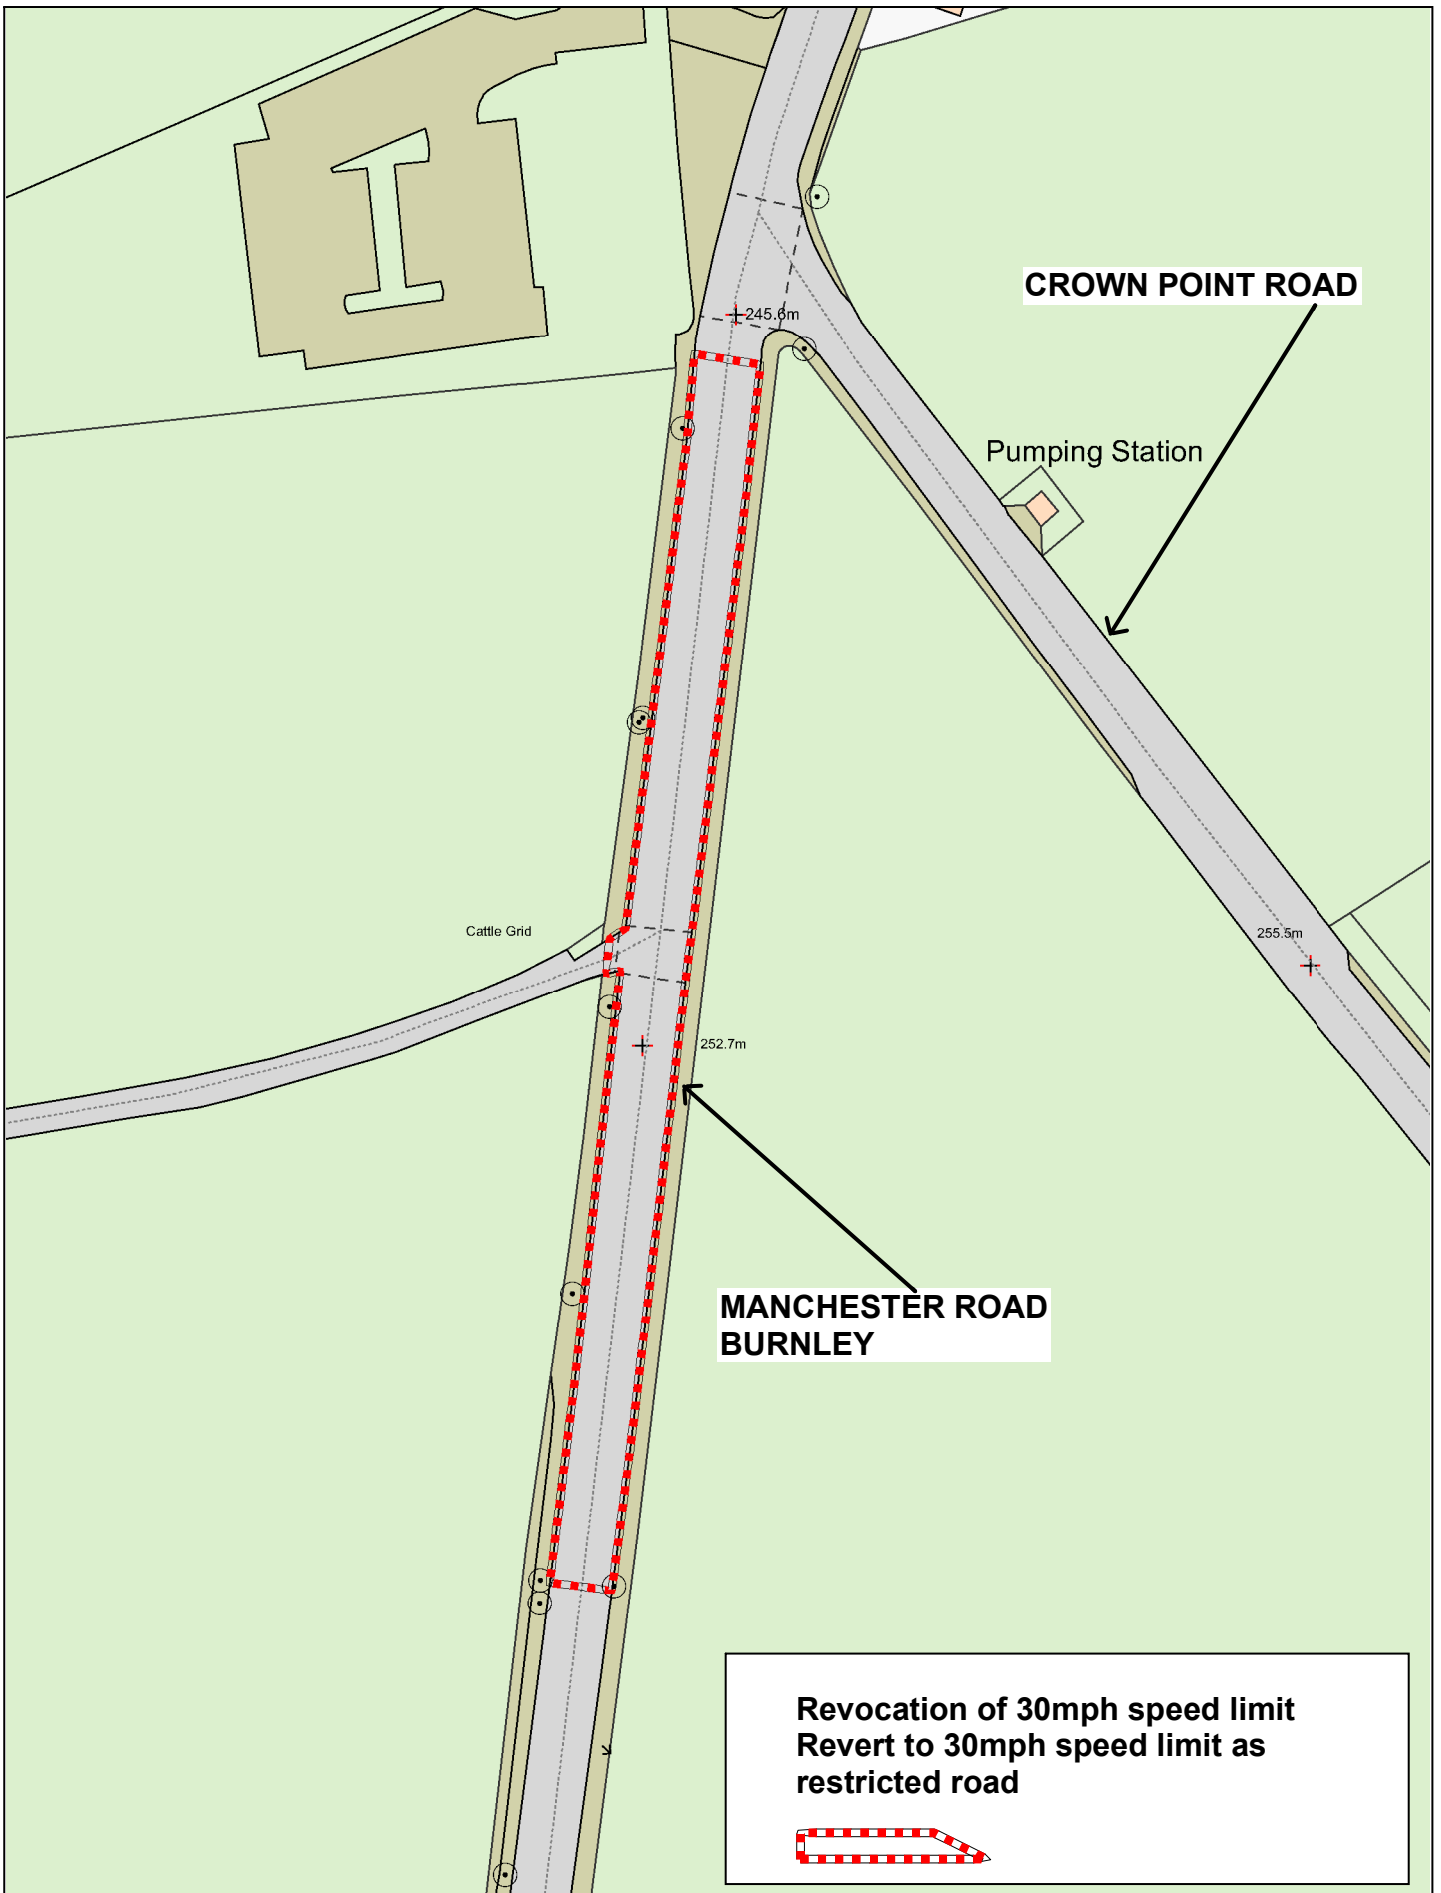 CROWN POINT ROAD
245.6m
Pumping Station
Cattle Grid
255.5m
252.7m
MANCHESTER ROAD
BURNLEY
Revocation of 30mph speed limit
Revert to 30mph speed limit as
restricted road